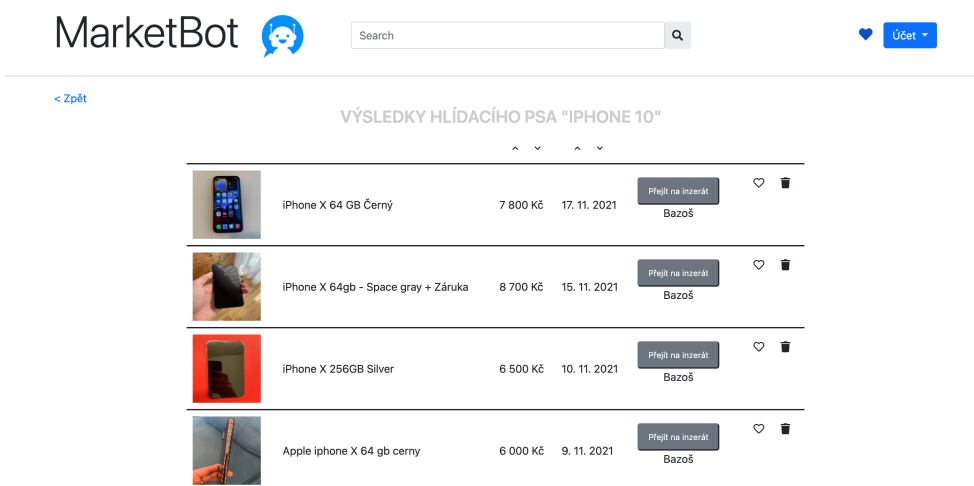 MarketBot
Search
Účet
< Zpět
VÝSLEDKY HLÍDACÍHO PSA "IPHONE 10"
iPhone X 64 GB Černý
7 800 Kč
17. 11. 2021
Přejít na inzerát
Bazoš
iPhone X 64gb - Space gray + Záruka
8 700 Kč
15. 11. 2021
Přejít na inzerát
Bazoš
iPhone X 256GB Silver
6 500 Kč
10. 11. 2021
Přejít na inzerát
Bazoš
Apple iphone X 64 gb cerny
6 000 Kč
9. 11. 2021
Přejít na inzerát
Bazoš